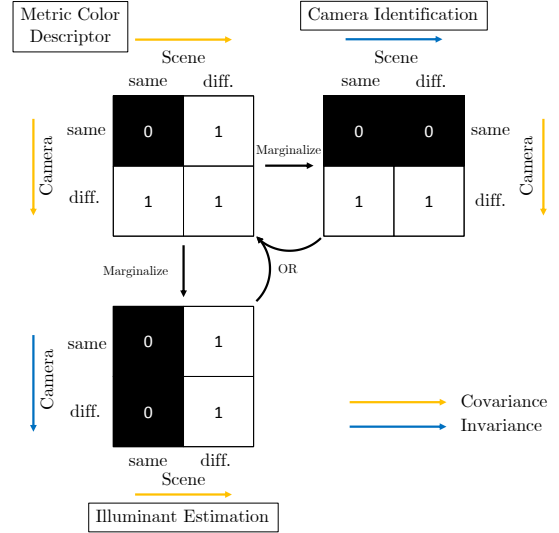 Metric Color
Descriptor
Camera Identification
Scene
same diff.
Scene
same diff.
Camera
same
0 1
diff.
1 1
Marginalize
0 0
same
1 1
diff.
Camera
Marginalize
OR
Camera
same
0 1
diff.
0 1
same diff.
Scene
Illuminant Estimation
Covariance
Invariance